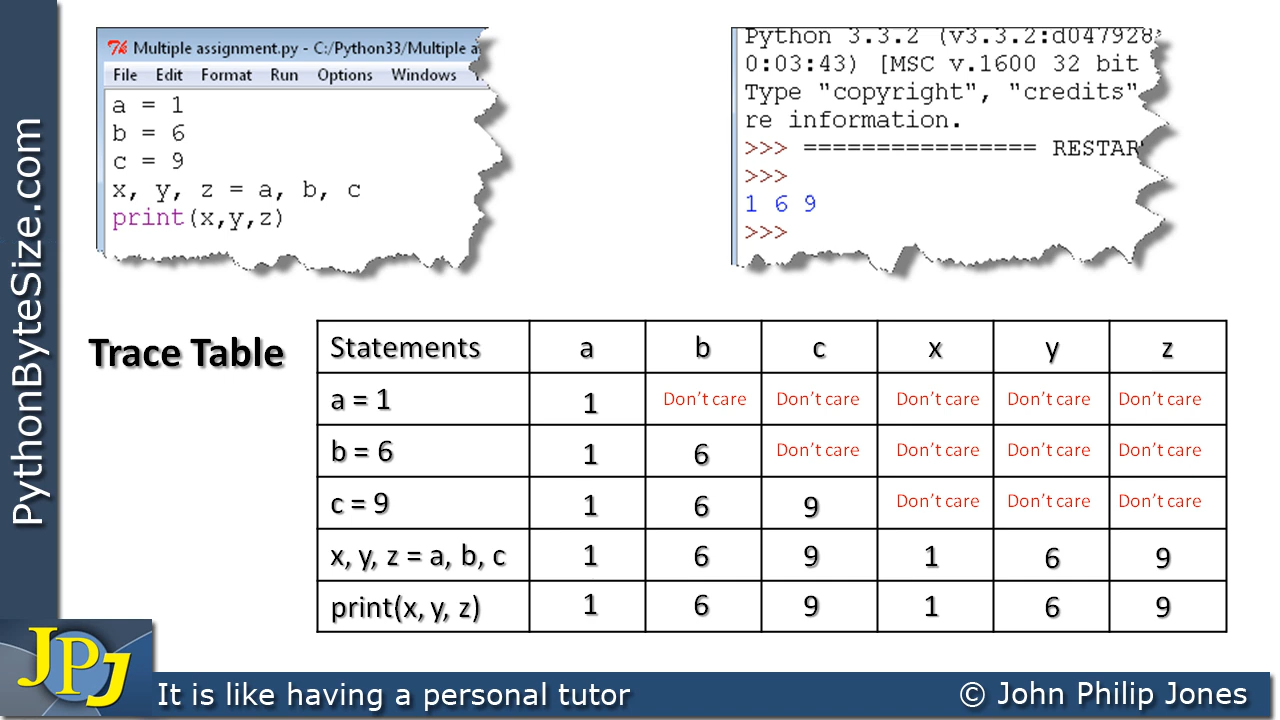 Multiple assignment.py - C:/Python33/Multiple
File Edit Format Run Options Windows
a = 1
b = 6
c = 9
x, y, z = a, b, c
print(x,y,z)
Python 3.3.2 (v3.3.2:d047928
0:03:43) [MSC v.1600 32 bit
Type "copyright", "credits"
re information.
>>> ================ RESTAR
>>>
1 6 9
>>>
Trace Table
Statements a b c x y z
a = 1 1 Don't care Don't care Don't care Don't care Don't care
b = 6 1 6 Don't care Don't care Don't care Don't care
c = 9 1 6 9 Don't care Don't care Don't care
x, y, z = a, b, c 1 6 9 1 6 9
print(x, y, z) 1 6 9 1 6 9
PythonByteSize.com
JPJ
It is like having a personal tutor
© John Philip Jones